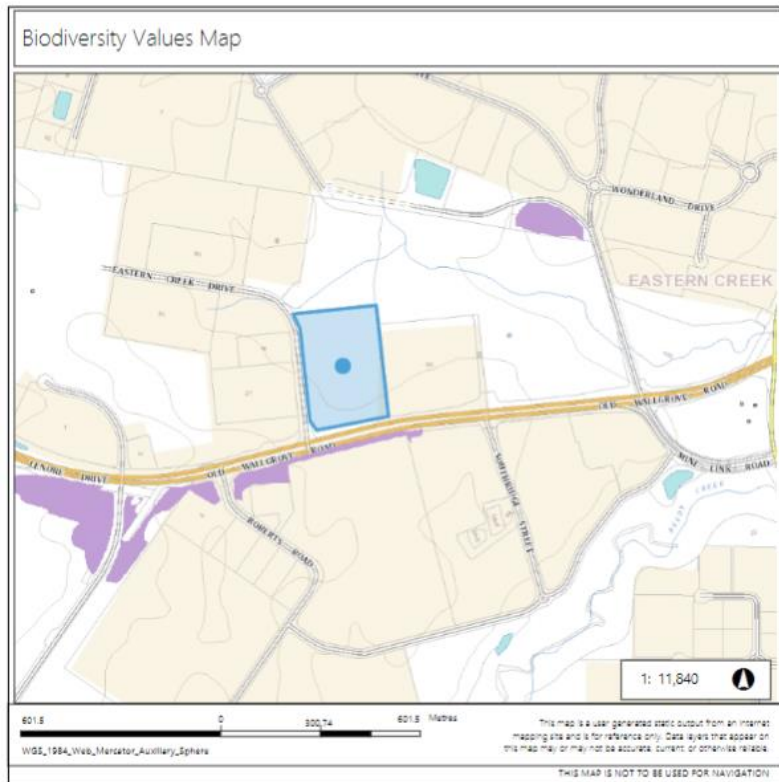 Biodiversity Values Map
WONDERLAND DRIVE
EASTERN CREEK
EASTERN CREEK DRIVE
OLD WALLGROVE ROAD
LENORE DRIVE
OLD WALLGROVE ROAD
MINI LINK ROAD
ROBERTS ROAD
SOUTHRIDGE STREET
REEDY CREEK
1: 11,840
601.5
0
300.74
601.5
Metres
WGS_1984_Web_Mercator_Auxiliary_Sphere
This map is a user generated static output from an Internet
mapping site and is for reference only. Data layers that appear on
this map may or may not be accurate, current, or otherwise reliable.
THIS MAP IS NOT TO BE USED FOR NAVIGATION